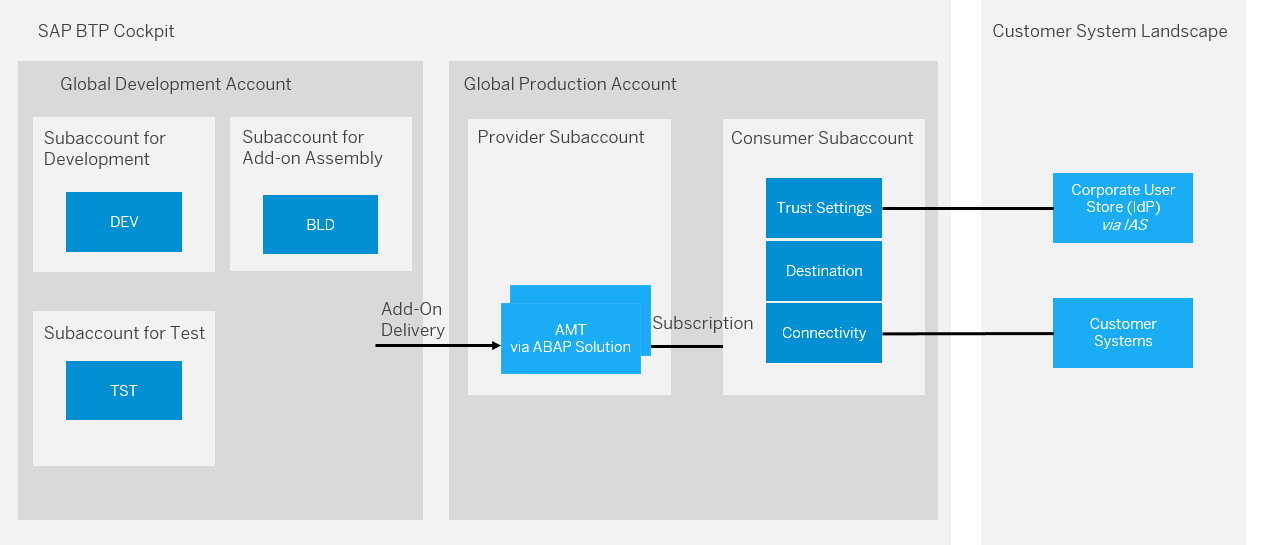 SAP BTP Cockpit
Global Development Account
Subaccount for
Development
DEV
Subaccount for
Add-on Assembly
BLD
Subaccount for Test
TST
Add-On
Delivery
Global Production Account
Provider Subaccount
AMT
via ABAP Solution
Subscription
Consumer Subaccount
Trust Settings
Destination
Connectivity
Customer System Landscape
Corporate User
Store (IdP)
via IAS
Customer
Systems